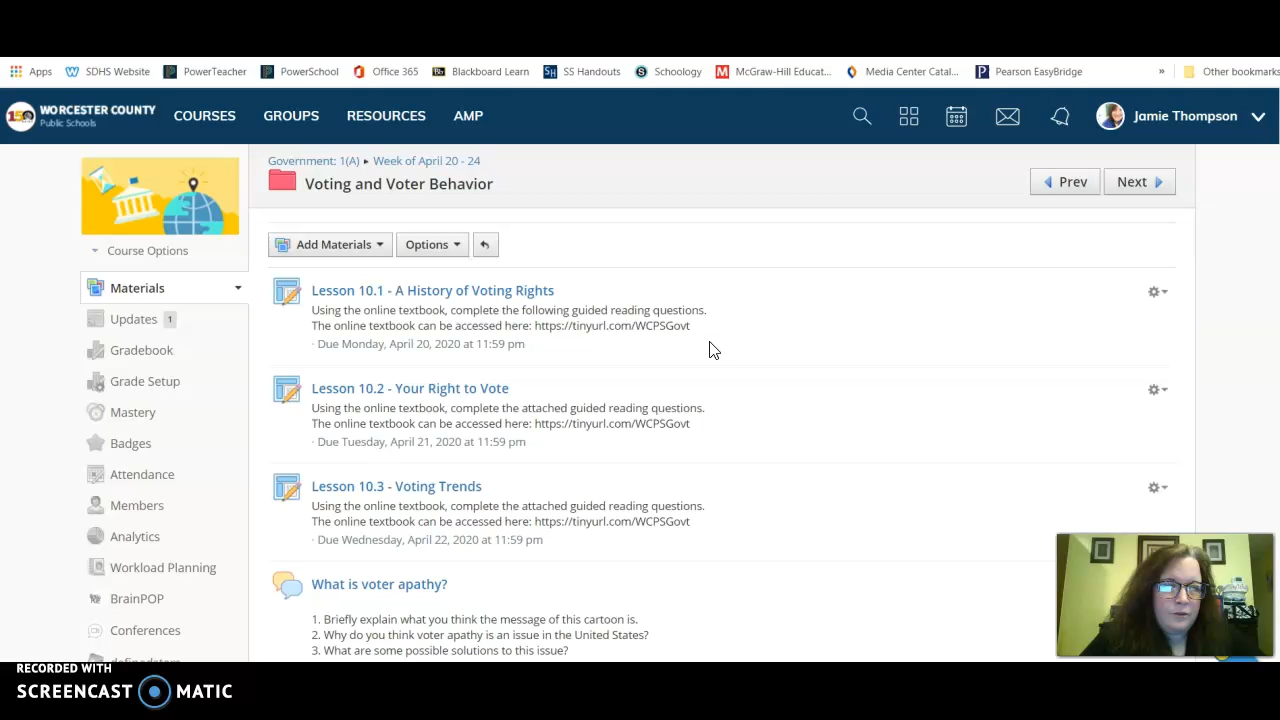 Apps SDHS Website PowerTeacher PowerSchool Office 365 Blackboard Learn SS Handouts Schoology McGraw-Hill Educat... Media Center Catal... Pearson EasyBridge » Other bookmarks
WORCESTER COUNTY
Public Schools
COURSES GROUPS RESOURCES AMP Jamie Thompson
Government: 1(A) ▸ Week of April 20 - 24
Voting and Voter Behavior
Prev Next
Course Options
Add Materials Options
Materials
Updates 1
Gradebook
Grade Setup
Mastery
Badges
Attendance
Members
Analytics
Workload Planning
BrainPOP
Conferences
Lesson 10.1 - A History of Voting Rights
Using the online textbook, complete the following guided reading questions.
The online textbook can be accessed here: https://tinyurl.com/WCPSGovt
· Due Monday, April 20, 2020 at 11:59 pm
Lesson 10.2 - Your Right to Vote
Using the online textbook, complete the attached guided reading questions.
The online textbook can be accessed here: https://tinyurl.com/WCPSGovt
· Due Tuesday, April 21, 2020 at 11:59 pm
Lesson 10.3 - Voting Trends
Using the online textbook, complete the attached guided reading questions.
The online textbook can be accessed here: https://tinyurl.com/WCPSGovt
· Due Wednesday, April 22, 2020 at 11:59 pm
What is voter apathy?
1. Briefly explain what you think the message of this cartoon is.
2. Why do you think voter apathy is an issue in the United States?
3. What are some possible solutions to this issue?
RECORDED WITH
SCREENCAST MATIC